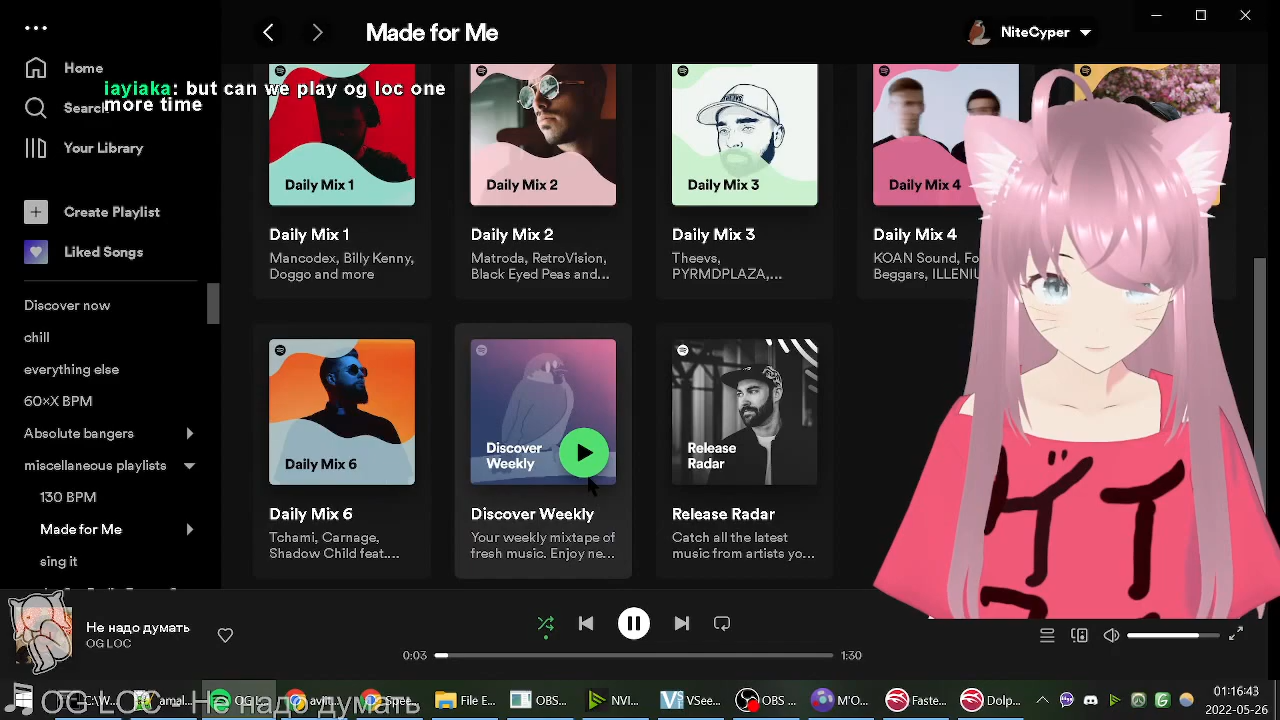 Made for Me
NiteCyper
Home
iayiaka: but can we play og loc one
more time
Search
Your Library
Create Playlist
Liked Songs
Discover now
chill
everything else
60×X BPM
Absolute bangers
miscellaneous playlists
130 BPM
Made for Me
sing it
Daily Mix 1
Daily Mix 2
Daily Mix 3
Daily Mix 4
Daily Mix 1
Mancodex, Billy Kenny,
Doggo and more
Daily Mix 2
Matroda, RetroVision,
Black Eyed Peas and...
Daily Mix 3
Theevs,
PYRMDPLAZA,...
Daily Mix 4
KOAN Sound,
Beggars, ILLENIU
Daily Mix 6
Discover
Weekly
Release
Radar
Daily Mix 6
Tchami, Carnage,
Shadow Child feat....
Discover Weekly
Your weekly mixtape of
fresh music. Enjoy ne...
Release Radar
Catch all the latest
music from artists yo...
ゲイ
Не надо думать
OG LOC
0:03
1:30
OG LOC - Не надо думать
File E...
OBS...
NVI...
VSee...
OBS...
M'O...
Faste...
Dolp...
01:16:43
2022-05-26